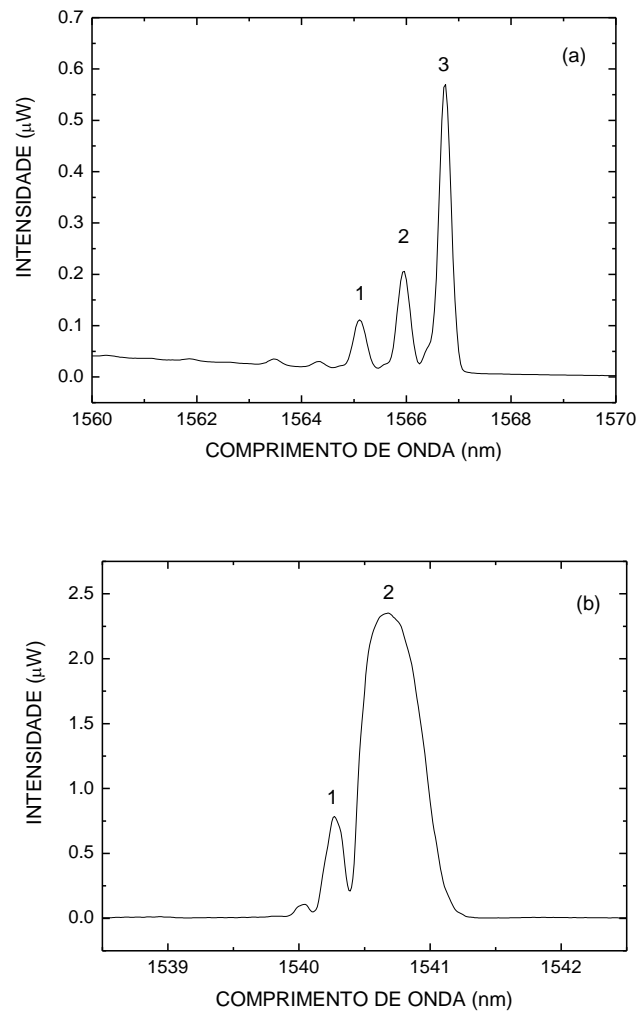 0.7
0.6
0.5
0.4
0.3
0.2
0.1
0.0
INTENSIDADE (μW)
(a)
1
2
3
1560 1562 1564 1566 1568 1570
COMPRIMENTO DE ONDA (nm)
2.5
2.0
1.5
1.0
0.5
0.0
INTENSIDADE (μW)
(b)
1
2
1539 1540 1541 1542
COMPRIMENTO DE ONDA (nm)